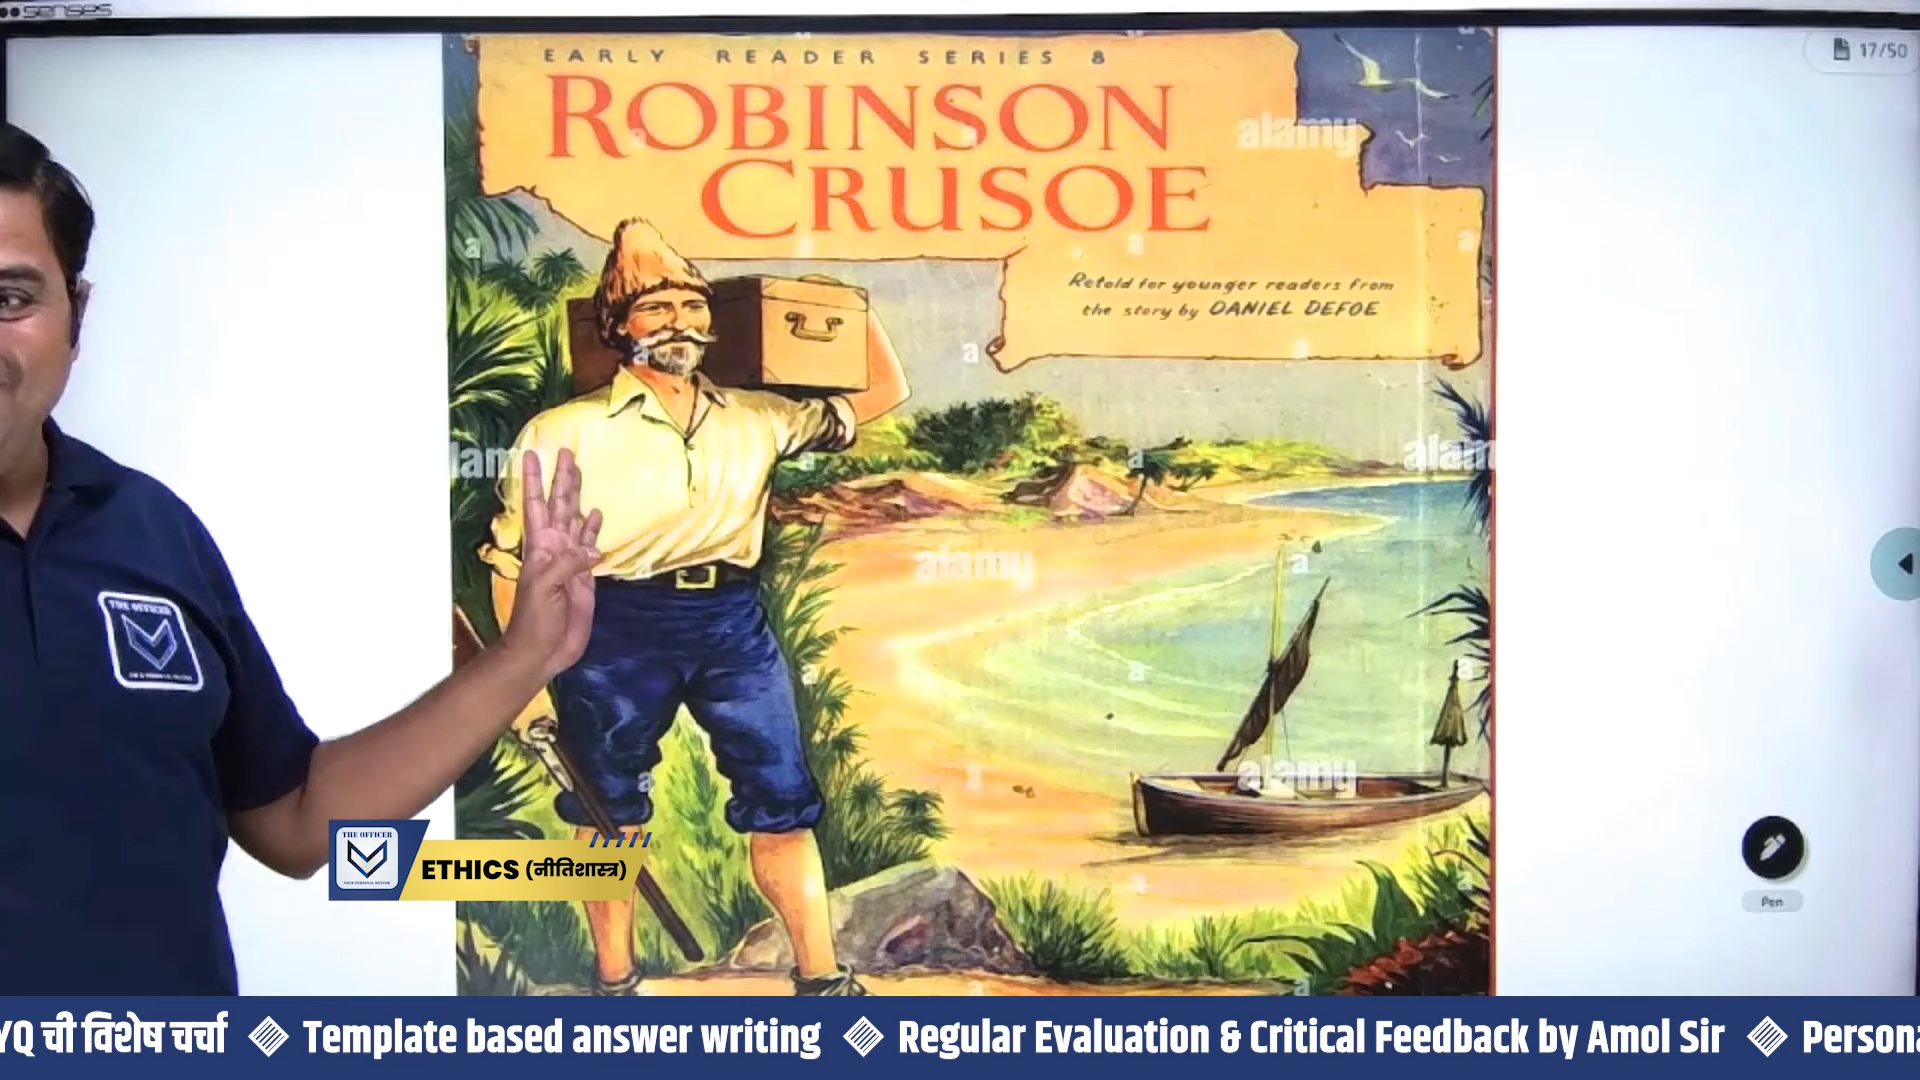 senses
17/50
EARLY READER SERIES 8
ROBINSON
CRUSOE
Retold for younger readers from
the story by DANIEL DEFOE
alamy
alamy
alamy
alamy
THE OFFICER
THE OFFICER
ETHICS (नीतिशास्त्र)
Pen
YQ ची विशेष चर्चा Template based answer writing Regular Evaluation & Critical Feedback by Amol Sir Persona